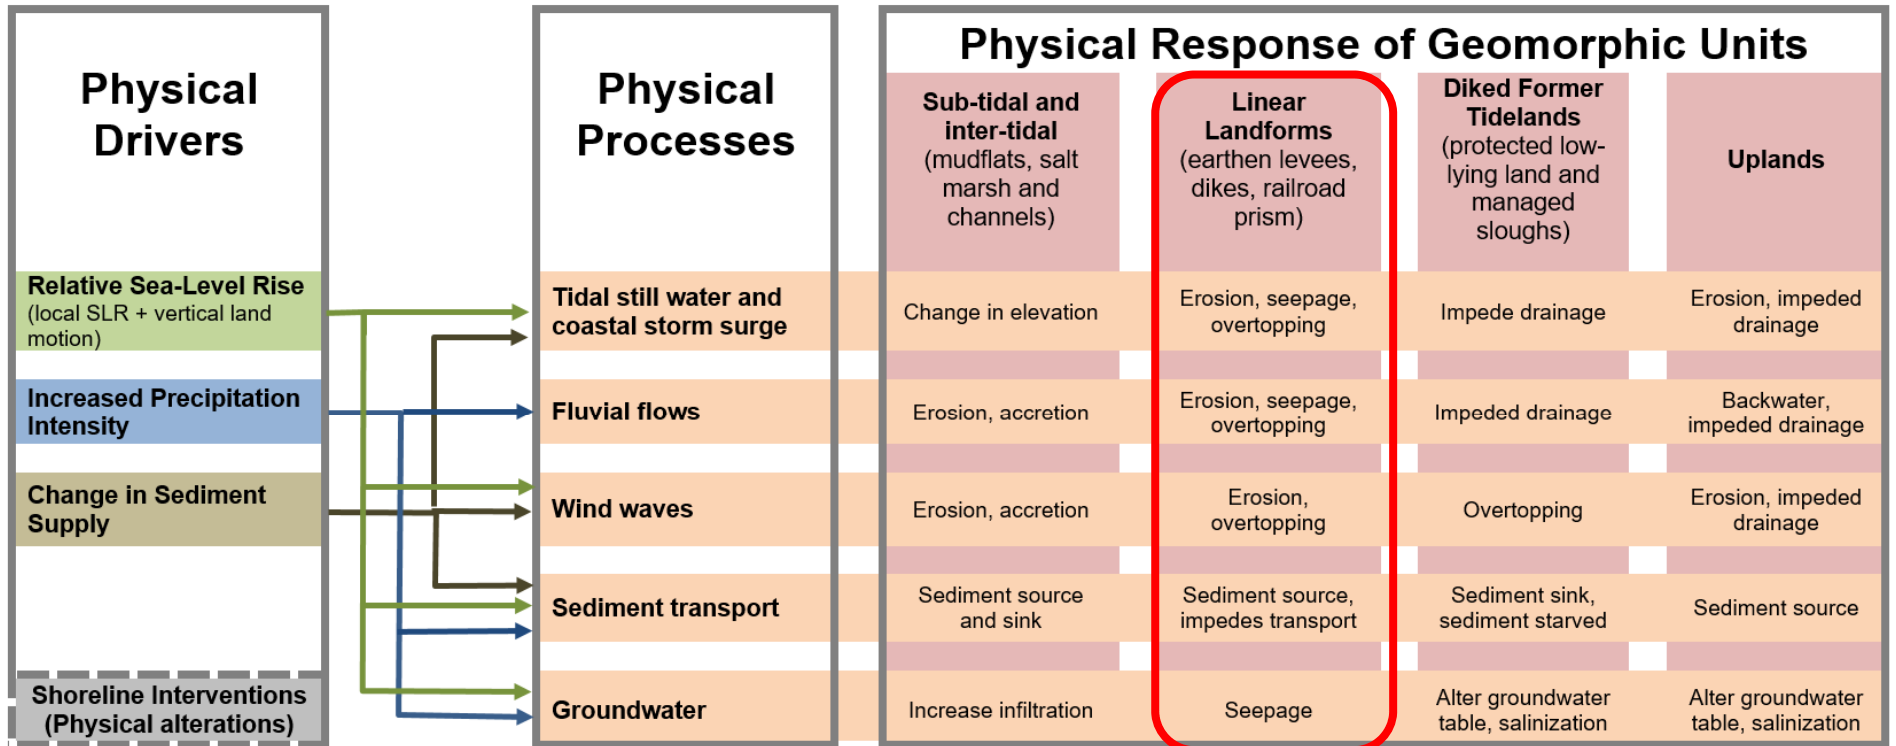 Physical
Drivers
Relative Sea-Level Rise
(local SLR + vertical land
motion)
Increased Precipitation
Intensity
Change in Sediment
Supply
Shoreline Interventions
(Physical alterations)
Physical
Processes
Tidal still water and
coastal storm surge
Fluvial flows
Wind waves
Sediment transport
Groundwater
Physical Response of Geomorphic Units
Sub-tidal and
inter-tidal
(mudflats, salt
marsh and
channels)
Linear
Landforms
(earthen levees,
dikes, railroad
prism)
Diked Former
Tidelands
(protected low-
lying land and
managed
sloughs)
Uplands
Change in elevation
Erosion, seepage,
overtopping
Impede drainage
Erosion, impeded
drainage
Erosion, accretion
Erosion, seepage,
overtopping
Impeded drainage
Backwater,
impeded drainage
Erosion, accretion
Erosion,
overtopping
Overtopping
Erosion, impeded
drainage
Sediment source
and sink
Sediment source,
impedes transport
Sediment sink,
sediment starved
Sediment source
Increase infiltration
Seepage
Alter groundwater
table, salinization
Alter groundwater
table, salinization